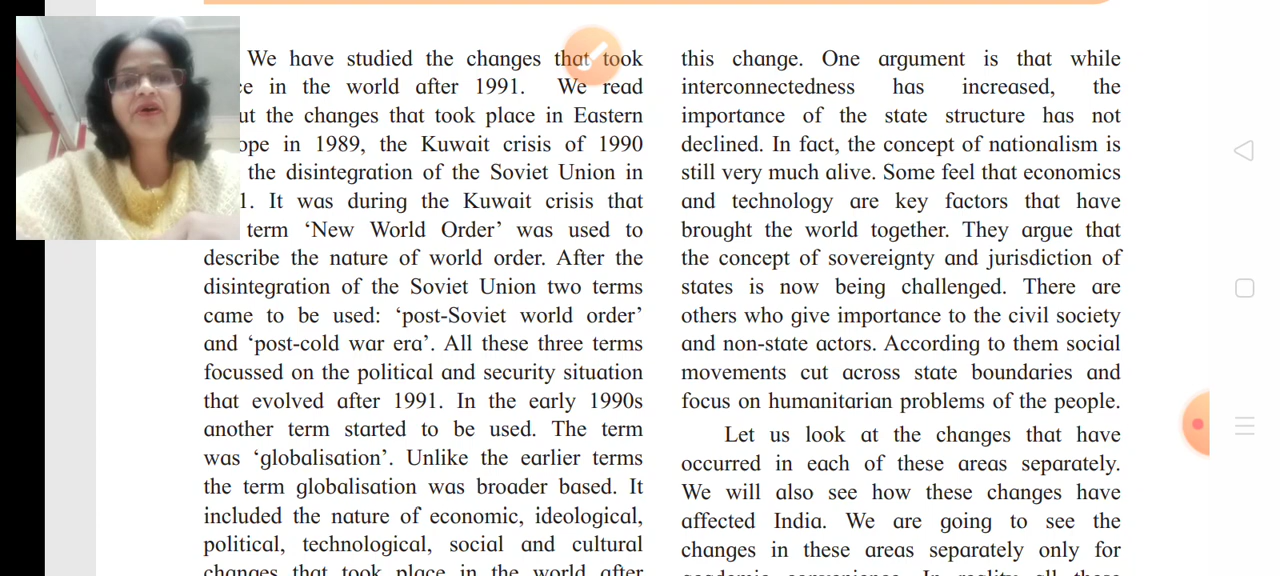 We have studied the changes that took
in the world after 1991. We read
the changes that took place in Eastern
in 1989, the Kuwait crisis of 1990
the disintegration of the Soviet Union in
It was during the Kuwait crisis that
term ‘New World Order’ was used to
describe the nature of world order. After the
disintegration of the Soviet Union two terms
came to be used: ‘post-Soviet world order’
and ‘post-cold war era’. All these three terms
focussed on the political and security situation
that evolved after 1991. In the early 1990s
another term started to be used. The term
was ‘globalisation’. Unlike the earlier terms
the term globalisation was broader based. It
included the nature of economic, ideological,
political, technological, social and cultural
changes that took place in the world after
this change. One argument is that while
interconnectedness has increased, the
importance of the state structure has not
declined. In fact, the concept of nationalism is
still very much alive. Some feel that economics
and technology are key factors that have
brought the world together. They argue that
the concept of sovereignty and jurisdiction of
states is now being challenged. There are
others who give importance to the civil society
and non-state actors. According to them social
movements cut across state boundaries and
focus on humanitarian problems of the people.
Let us look at the changes that have
occurred in each of these areas separately.
We will also see how these changes have
affected India. We are going to see the
changes in these areas separately only for